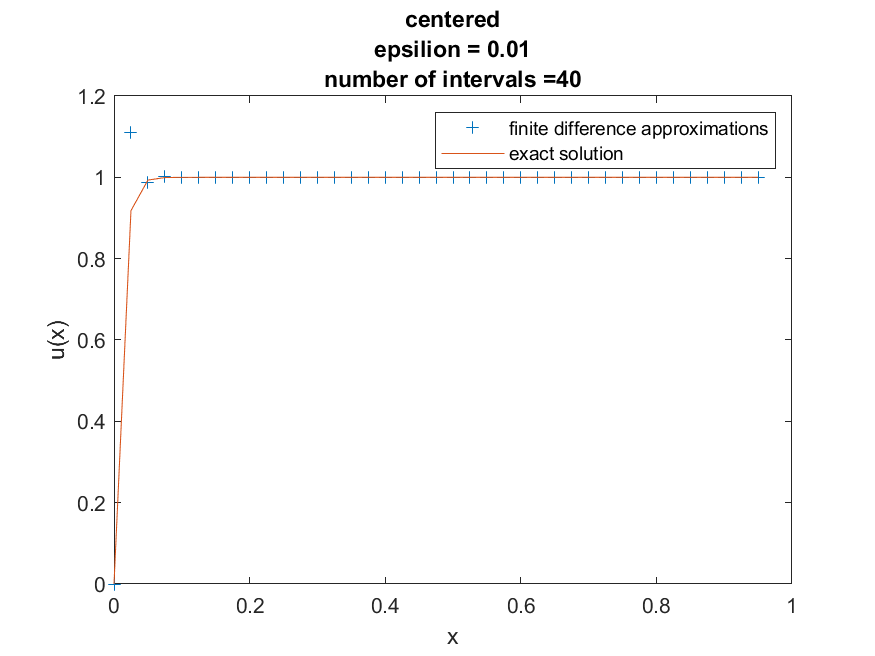 centered
epsilion = 0.01
number of intervals =40
1.2
1
0.8
0.6
0.4
0.2
0
u(x)
finite difference approximations
exact solution
0 0.2 0.4 0.6 0.8 1
x